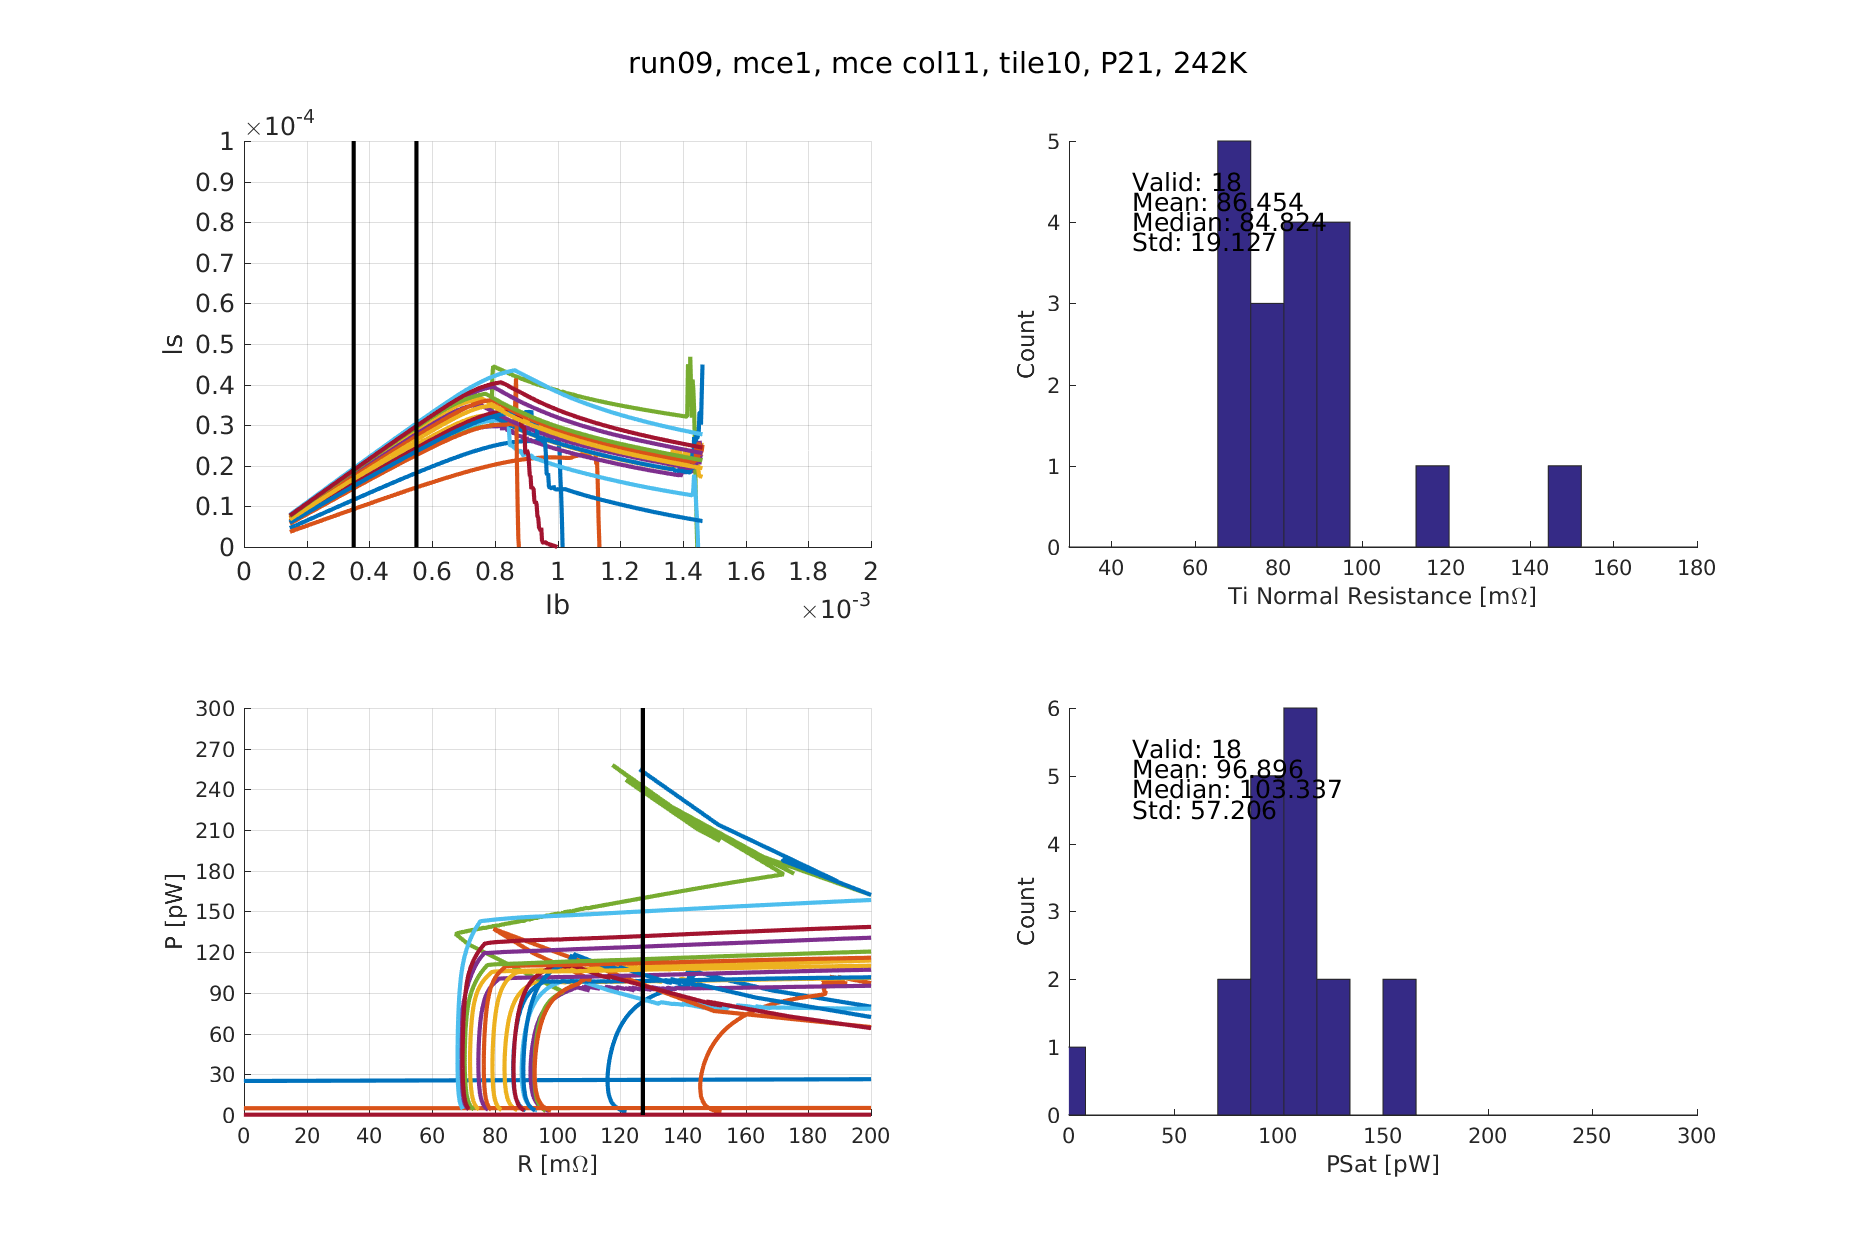 run09, mce1, mce col11, tile10, P21, 242K
×10-4
1
0.9
0.8
0.7
0.6
0.5
0.4
0.3
0.2
0.1
0
Is
0 0.2 0.4 0.6 0.8 1 1.2 1.4 1.6 1.8 2
Ib
×10-3
5
4
3
2
1
0
Count
Valid: 18
Mean: 86.454
Median: 84.824
Std: 19.127
40 60 80 100 120 140 160 180
Ti Normal Resistance [mΩ]
300
270
240
210
180
150
120
90
60
30
0
P [pW]
0 20 40 60 80 100 120 140 160 180 200
R [mΩ]
6
5
4
3
2
1
0
Count
Valid: 18
Mean: 96.896
Median: 103.337
Std: 57.206
0 50 100 150 200 250 300
PSat [pW]